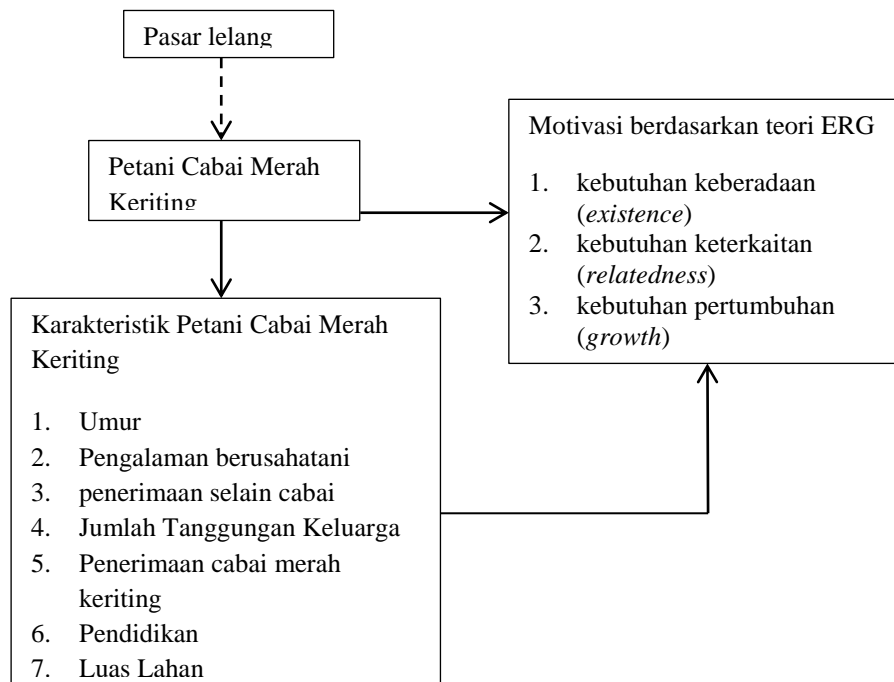 Pasar lelang
Petani Cabai Merah
Keriting
Motivasi berdasarkan teori ERG
1. kebutuhan keberadaan
(existence)
2. kebutuhan keterkaitan
(relatedness)
3. kebutuhan pertumbuhan
(growth)
Karakteristik Petani Cabai Merah
Keriting
1. Umur
2. Pengalaman berusahatani
3. penerimaan selain cabai
4. Jumlah Tanggungan Keluarga
5. Penerimaan cabai merah
keriting
6. Pendidikan
7. Luas Lahan